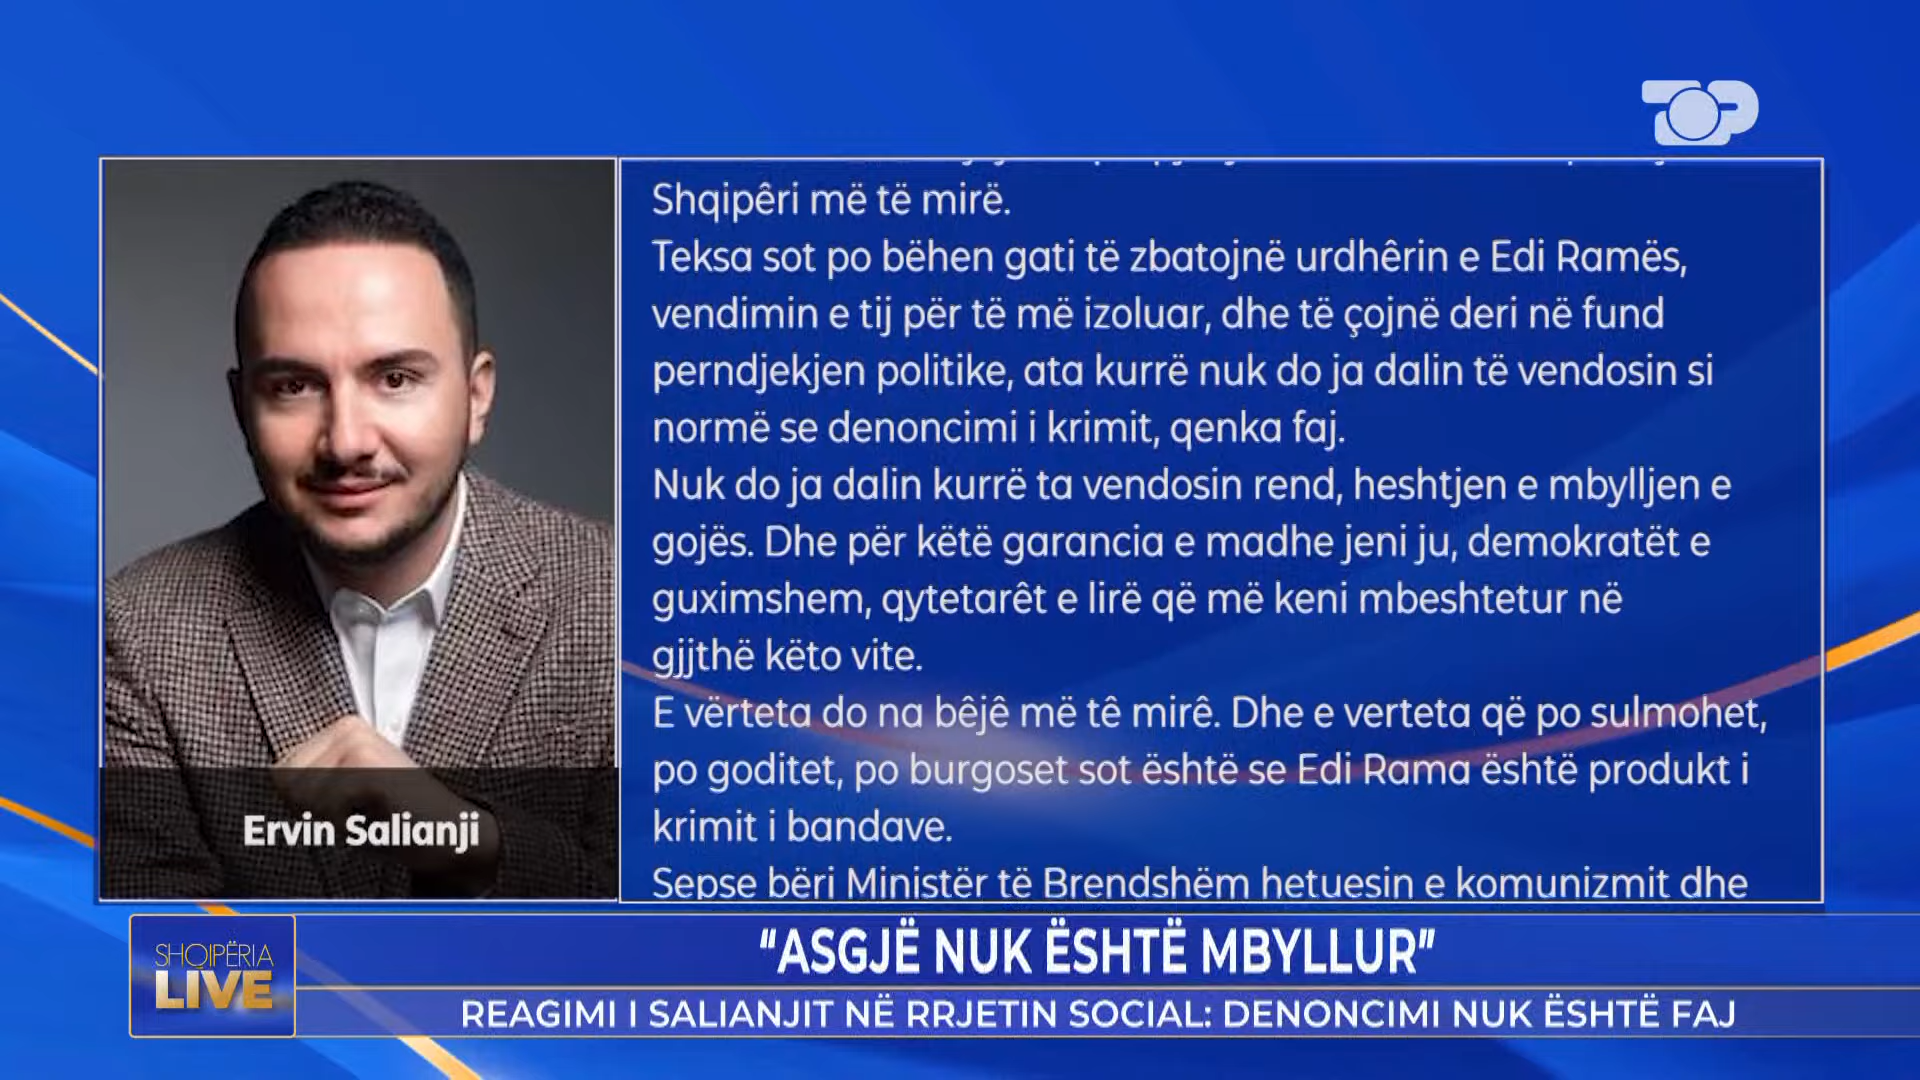 TOP
Shqipêri më të mirë.
Teksa sot po bëhen gati të zbatojnë urdhêrin e Edi Ramës,
vendimin e tij për të më izoluar, dhe të çojnë deri në fund
perndjekjen politike, ata kurrë nuk do ja dalin të vendosin si
normë se denoncimi i krimit, qenka faj.
Nuk do ja dalin kurrë ta vendosin rend, heshtjen e mbylljen e
gojës. Dhe për këtë garancia e madhe jeni ju, demokratët e
guximshem, qytetarêt e lirë që më keni mbeshtetur në
gjjthë këto vite.
E vërteta do na bêjê më tê mirê. Dhe e verteta që po sulmohet,
po goditet, po burgoset sot është se Edi Rama është produkt i
krimit i bandave.
Sepse bëri Ministër të Brendshëm hetuesin e komunizmit dhe
Ervin Salianji
SHQIPËRIA
LIVE
“ASGJË NUK ËSHTË MBYLLUR”
REAGIMI I SALIANJIT NË RRJETIN SOCIAL: DENONCIMI NUK ËSHTË FAJ